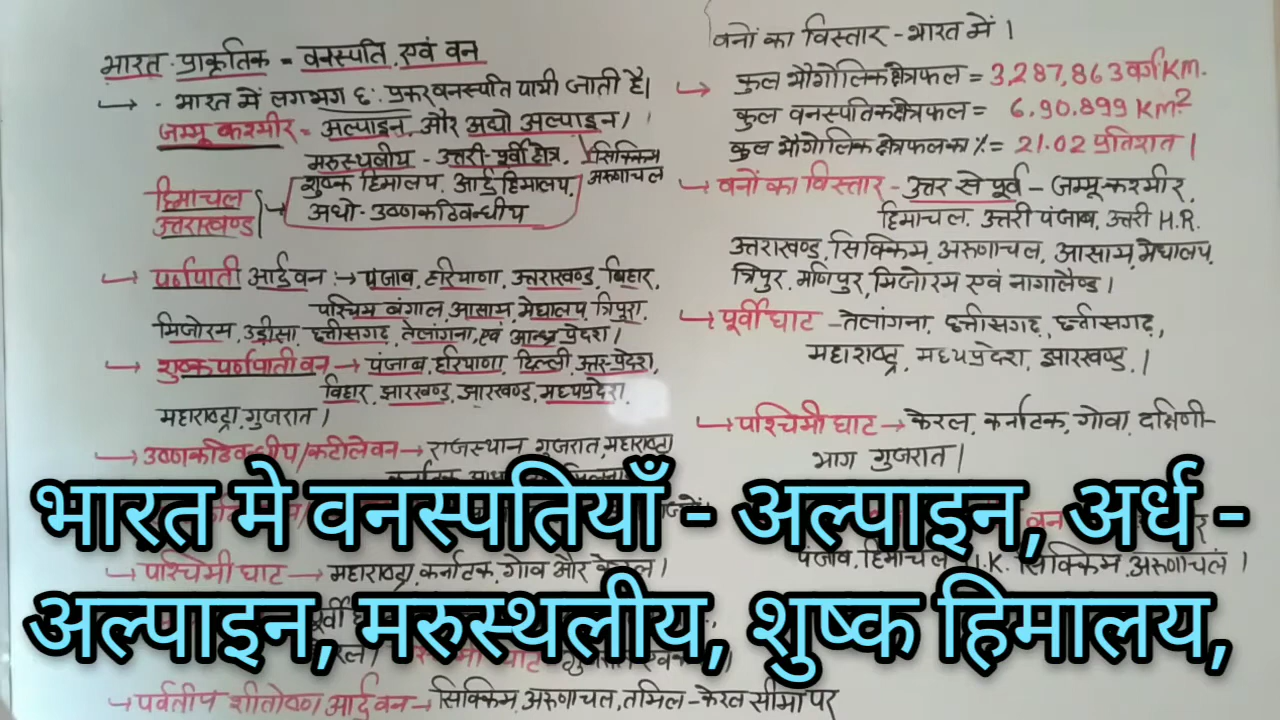 भारत प्राकृतिक = वनस्पति एवं वन
→ . भारत में लगभग ६ः प्रकार वनस्पति पायी जाती है।
जम्मू कश्मीर = अल्पाइन, और अधो अल्पाइन।
मरुस्थलीय - उत्तरी-पूर्वी क्षेत्र, सिक्किम
अरुणाचल
हिमाचल
उत्तराखण्ड
शुष्क हिमालय, आर्द्र हिमालय,
अधो-उष्णकटिबन्धीय
→ पर्णपाती आर्द्र वन :→ पंजाब, हरियाणा, उत्तराखण्ड, बिहार,
पश्चिम बंगाल, आसाम, मेघालय, त्रिपुरा,
मिजोरम, उड़ीसा, छत्तीसगढ़, तेलांगना, एवं आन्ध्र प्रदेश।
→ शुष्क पर्णपाती वन → पंजाब, हरियाणा, दिल्ली, उत्तर-प्रदेश,
बिहार, झारखण्ड, झारखण्ड, मध्यप्रदेश,
महाराष्ट्रा, गुजरात।
→ उष्णकटिबन्धीय/कटीले वन → राजस्थान, गुजरात, महाराष्ट्रा
→ पश्चिमी घाट → महाराष्ट्रा, कर्नाटक, गोवा और केरल।
→ पर्वतीय शीतोष्ण आर्द्र वन → सिक्किम, अरुणाचल, तमिल - केरल सीमा पर
वनों का विस्तार - भारत में।
→ कुल भौगोलिक क्षेत्रफल = 3,287,863 वर्ग Km.
कुल वनस्पतिक क्षेत्रफल = 6,90,899 KM²
कुल भौगोलिक क्षेत्रफल का % = 21.02 प्रतिशत।
→ वनों का विस्तार - उत्तर से पूर्व - जम्मू-कश्मीर,
हिमाचल, उत्तरी पंजाब, उत्तरी H.R.
उत्तराखण्ड, सिक्किम, अरुणाचल, आसाम, मेघालय,
त्रिपुर, मणिपुर, मिजोरम एवं नागालैण्ड।
→ पूर्वी घाट - तेलांगना, छत्तीसगढ़, छत्तीसगढ़,
महाराष्ट्र, मध्यप्रदेश, झारखण्ड,।
→ पश्चिमी घाट → केरल, कर्नाटक, गोवा, दक्षिणी-
भाग गुजरात।
पंजाब, हिमाचल, सिक्किम, अरुणाचलं।
भारत मे वनस्पतियाँ - अल्पाइन, अर्ध -
अल्पाइन, मरुस्थलीय, शुष्क हिमालय,